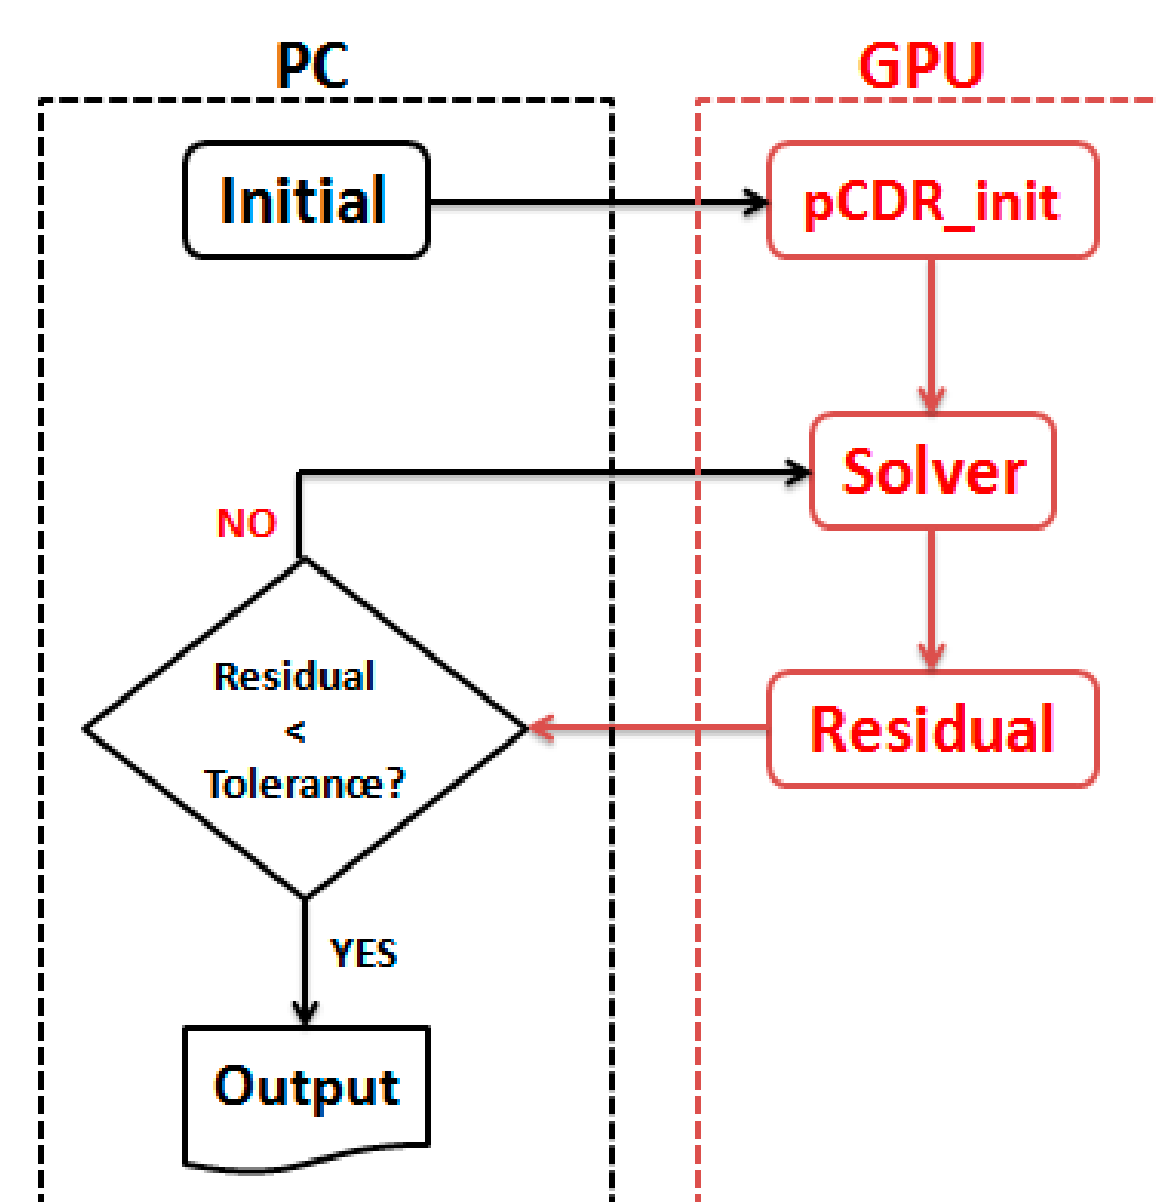 PC
GPU
Initial
pCDR_init
Solver
NO
Residual
<
Tolerance?
Residual
YES
Output